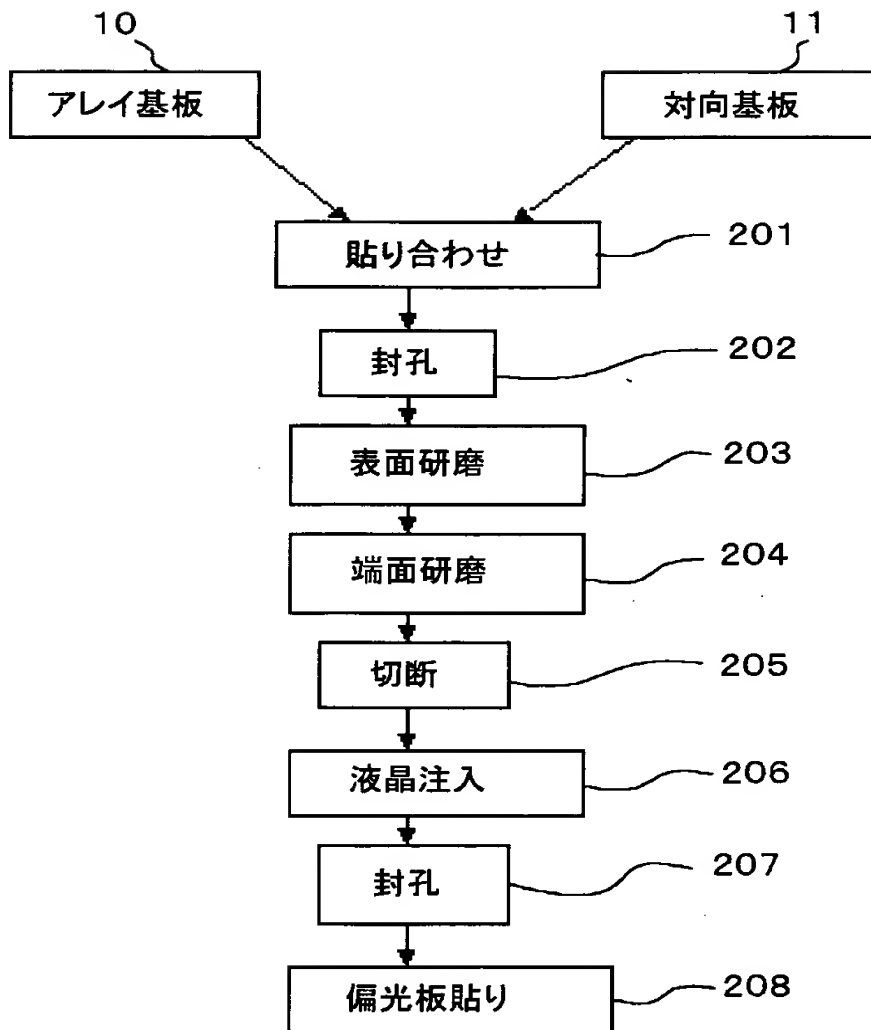 10
11
アレイ基板
対向基板
貼り合わせ
201
封孔
202
表面研磨
203
端面研磨
204
切断
205
液晶注入
206
封孔
207
偏光板貼り
208